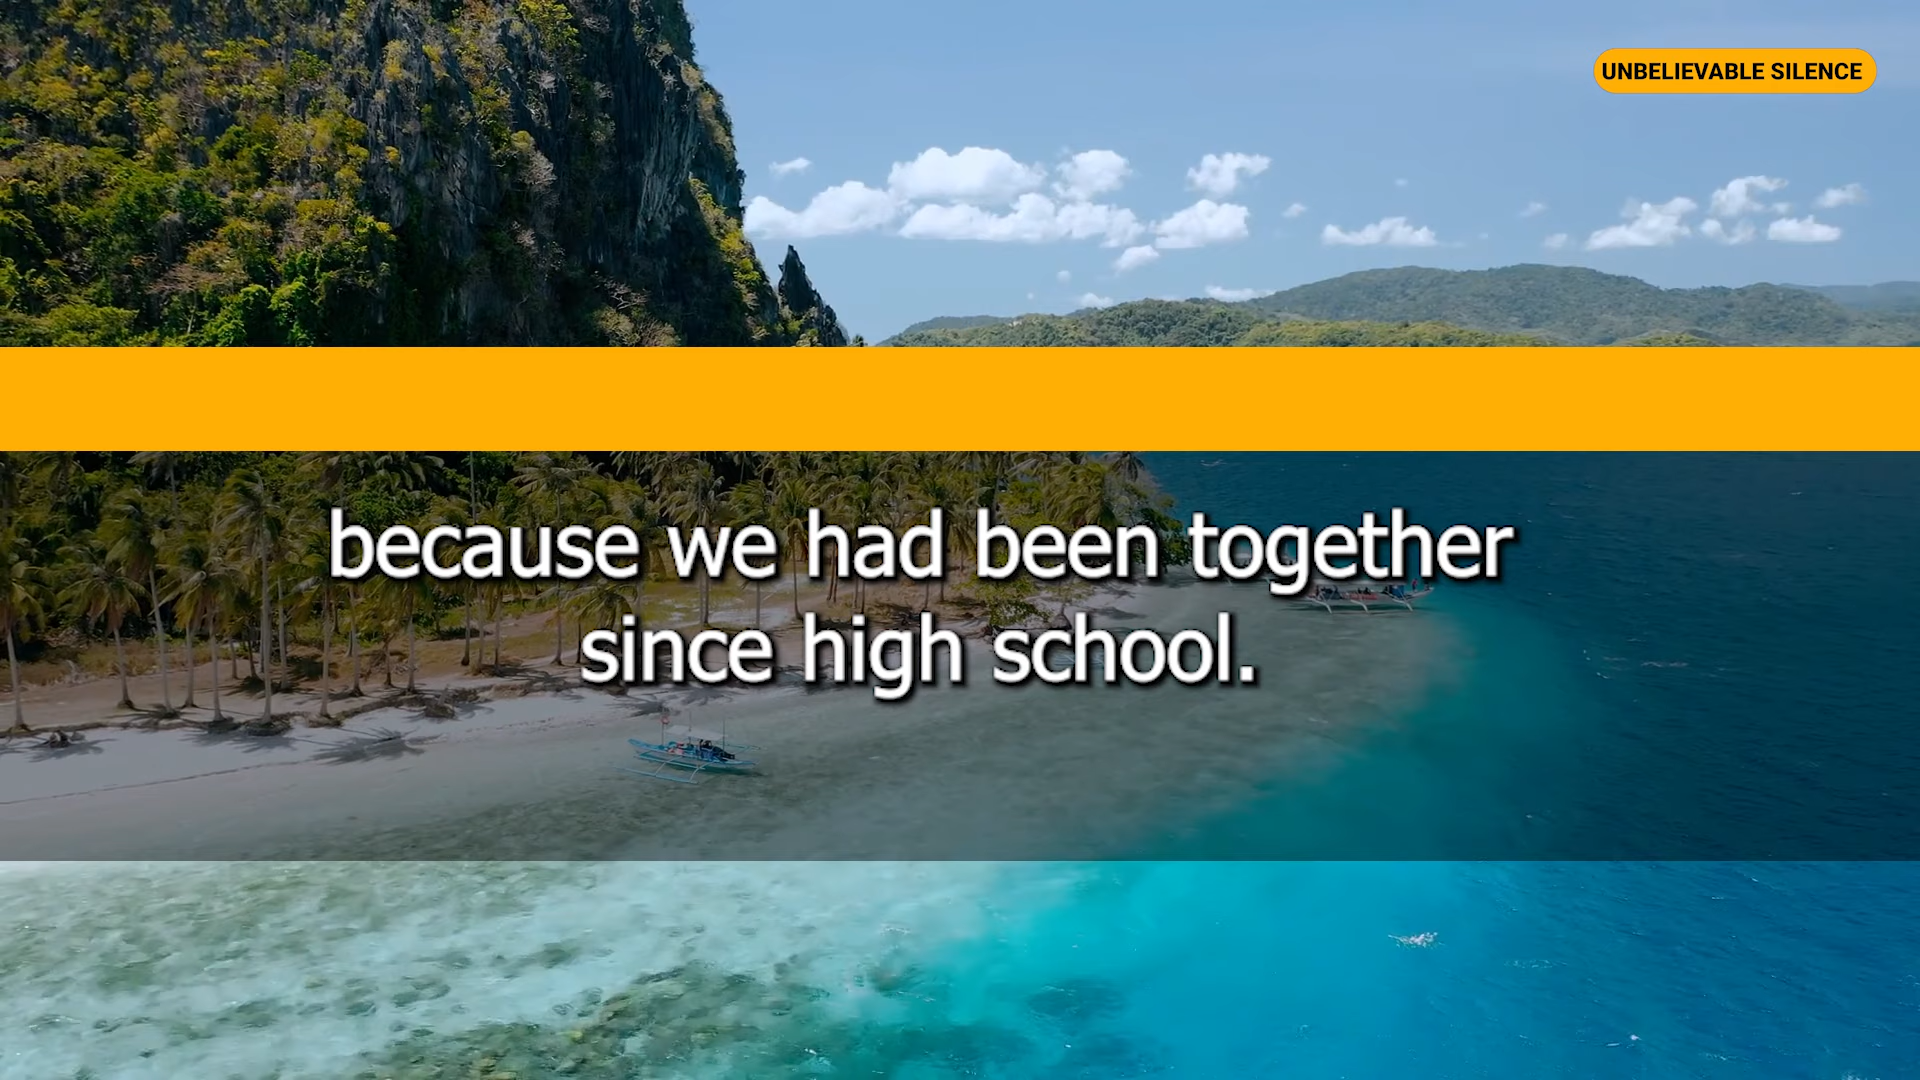 UNBELIEVABLE SILENCE
because we had been together
since high school.